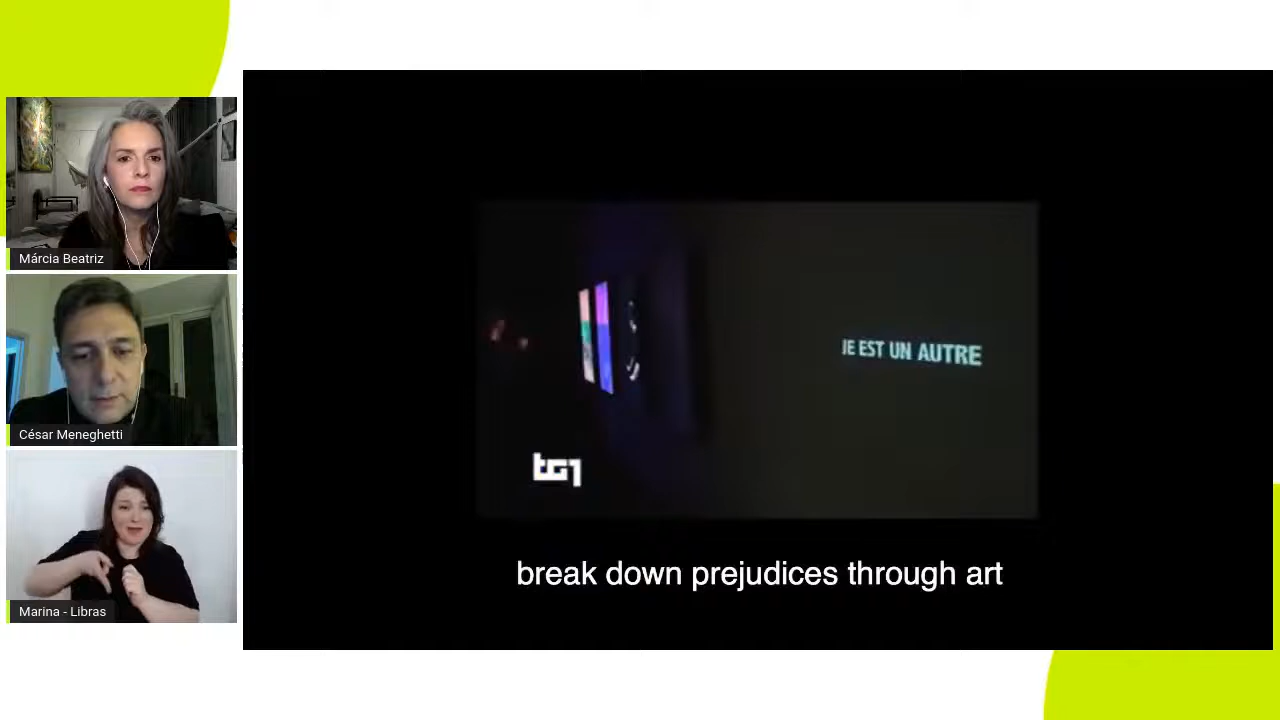 Márcia Beatriz
César Meneghetti
Marina - Libras
JE EST UN AUTRE
tg1
break down prejudices through art